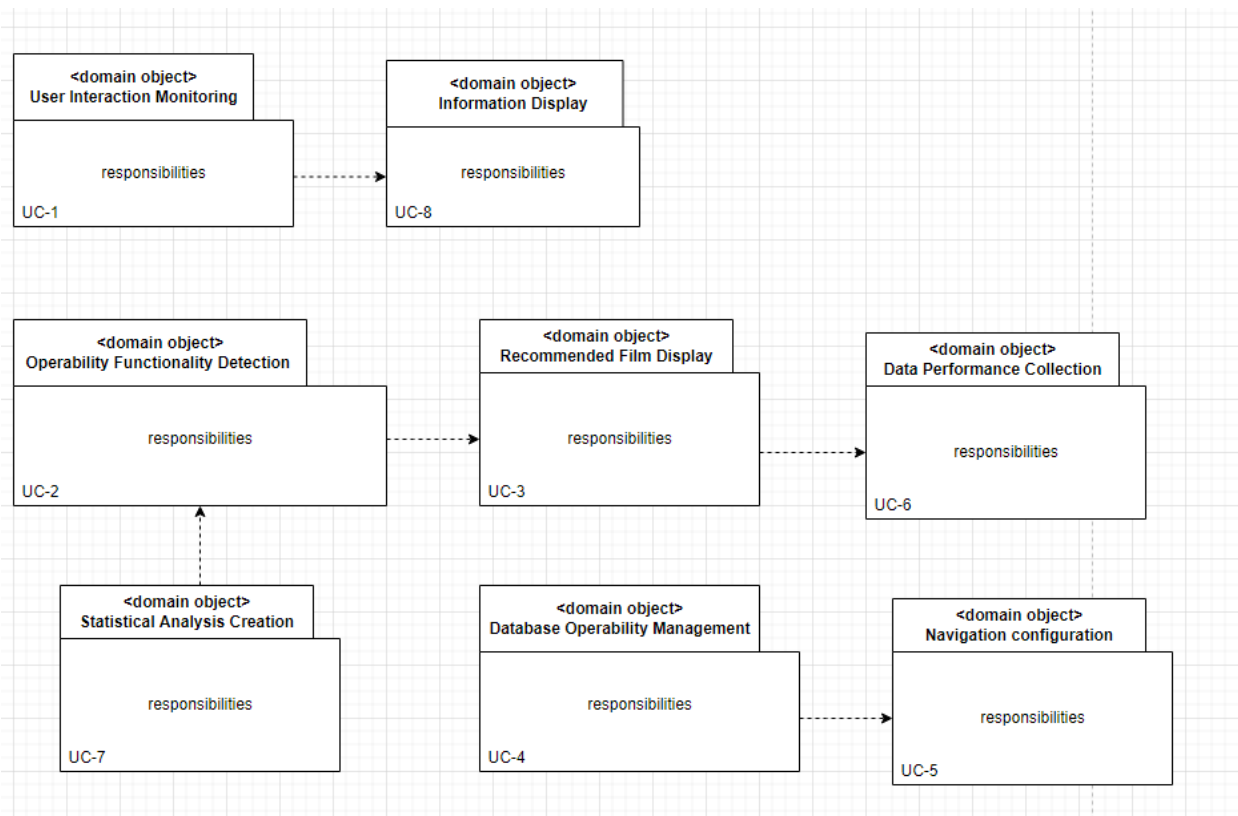 <domain object>
User Interaction Monitoring
responsibilities
UC-1
<domain object>
Information Display
responsibilities
UC-8
<domain object>
Operability Functionality Detection
responsibilities
UC-2
<domain object>
Recommended Film Display
responsibilities
UC-3
<domain object>
Data Performance Collection
responsibilities
UC-6
<domain object>
Statistical Analysis Creation
responsibilities
UC-7
<domain object>
Database Operability Management
responsibilities
UC-4
<domain object>
Navigation configuration
responsibilities
UC-5